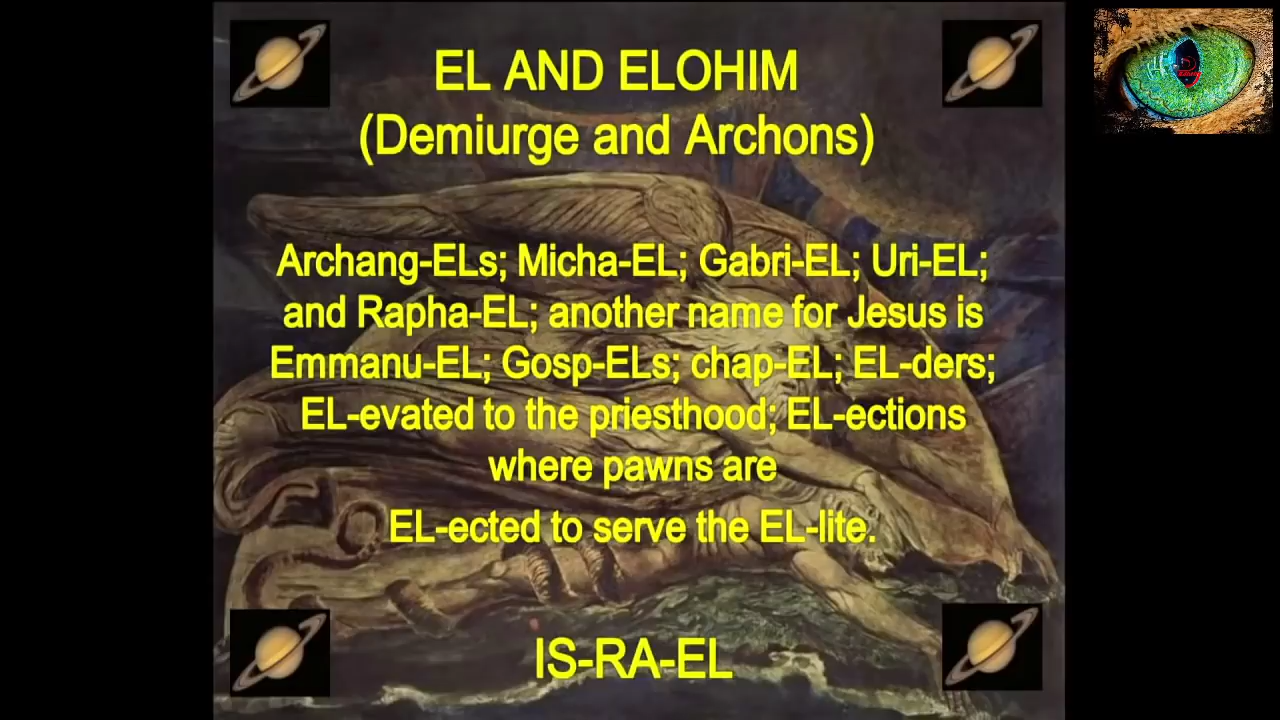 EL AND ELOHIM
(Demiurge and Archons)
Archang-ELs; Micha-EL; Gabri-EL; Uri-EL;
and Rapha-EL; another name for Jesus is
Emmanu-EL; Gosp-ELs; chap-EL; EL-ders;
EL-evated to the priesthood; EL-ections
where pawns are
EL-ected to serve the EL-lite.
IS-RA-EL